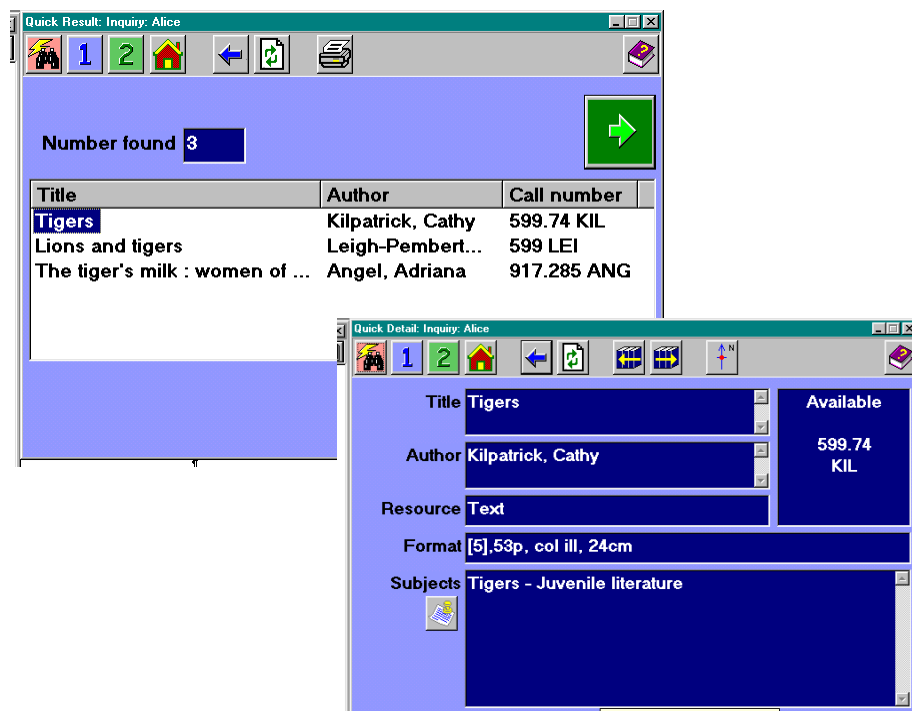 Quick Result: Inquiry: Alice
1 2
Number found 3
Title Author Call number
Tigers Kilpatrick, Cathy 599.74 KIL
Lions and tigers Leigh-Pembert... 599 LEI
The tiger's milk : women of ... Angel, Adriana 917.285 ANG
Quick Detail: Inquiry: Alice
1 2 N
Title Tigers
Available
599.74
KIL
Author Kilpatrick, Cathy
Resource Text
Format [5],53p, col ill, 24cm
Subjects Tigers - Juvenile literature
¶